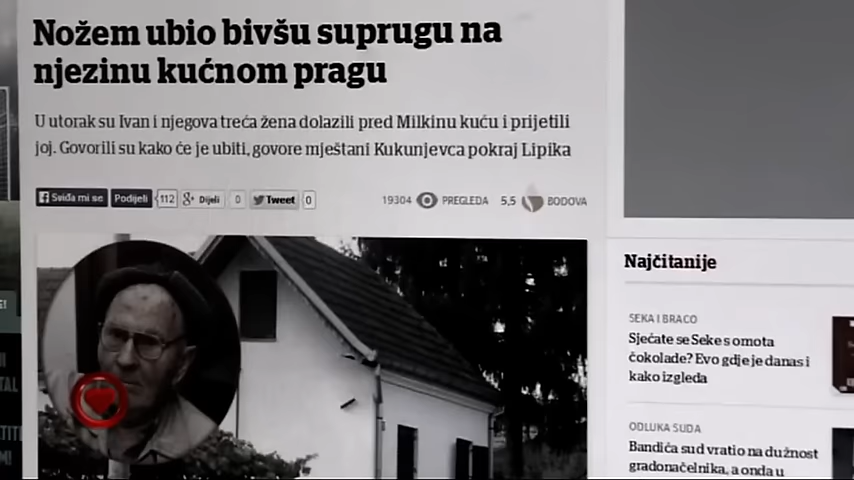 Nožem ubio bivšu suprugu na
njezinu kućnom pragu
U utorak su Ivan i njegova treća žena dolazili pred Milkinu kuću i prijetili
joj. Govorili su kako će je ubiti, govore mještani Kukunjevca pokraj Lipika
Sviđa mi se Podijeli 112 Dijeli 0 Tweet 0 19304 PREGLEDA 5,5 BODOVA
Najčitanije
SEKA I BRACO
Sjećate se Seke s omota
čokolade? Evo gdje je danas i
kako izgleda
ODLUKA SUDA
Bandića sud vratio na dužnost
gradonačelnika, a onda u